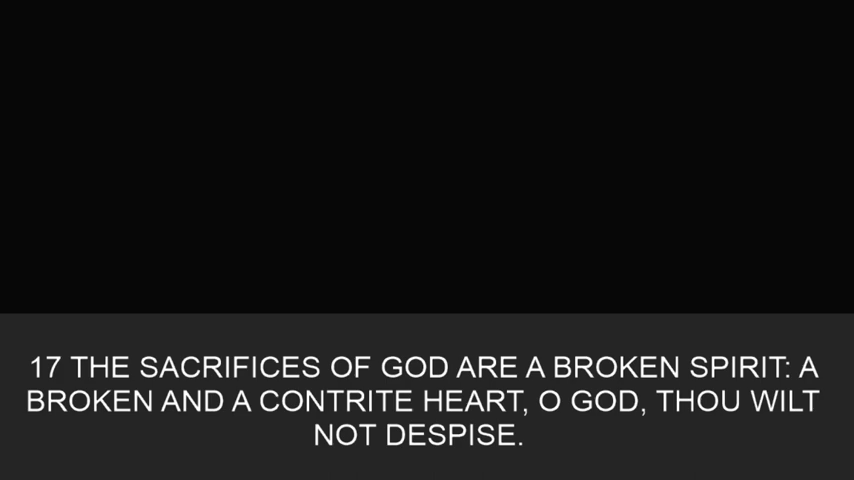 17 THE SACRIFICES OF GOD ARE A BROKEN SPIRIT: A
BROKEN AND A CONTRITE HEART, O GOD, THOU WILT
NOT DESPISE.